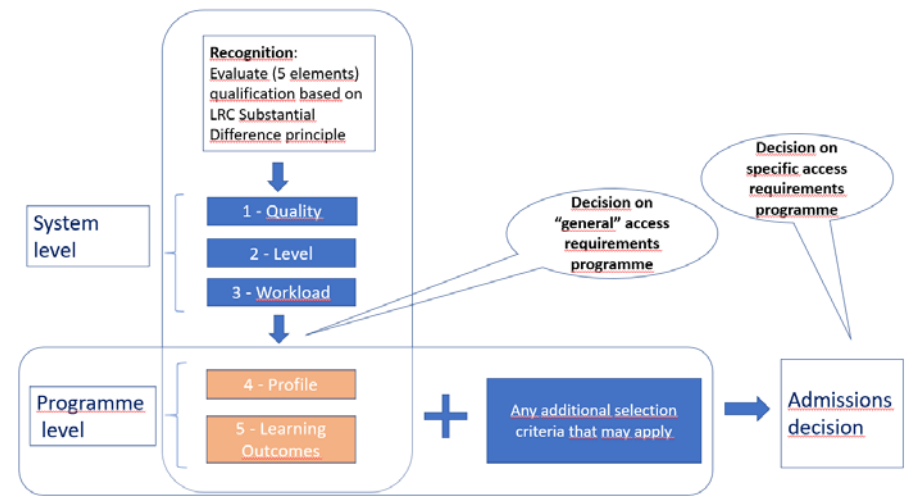 Recognition:
Evaluate (5 elements)
qualification based on
LRC Substantial
Difference principle
System
level
1 - Quality
2 - Level
3 - Workload
Decision on
“general” access
requirements
programme
Decision on
specific access
requirements
programme
Programme
level
4 - Profile
5 - Learning
Outcomes
Any additional selection
criteria that may apply
Admissions
decision